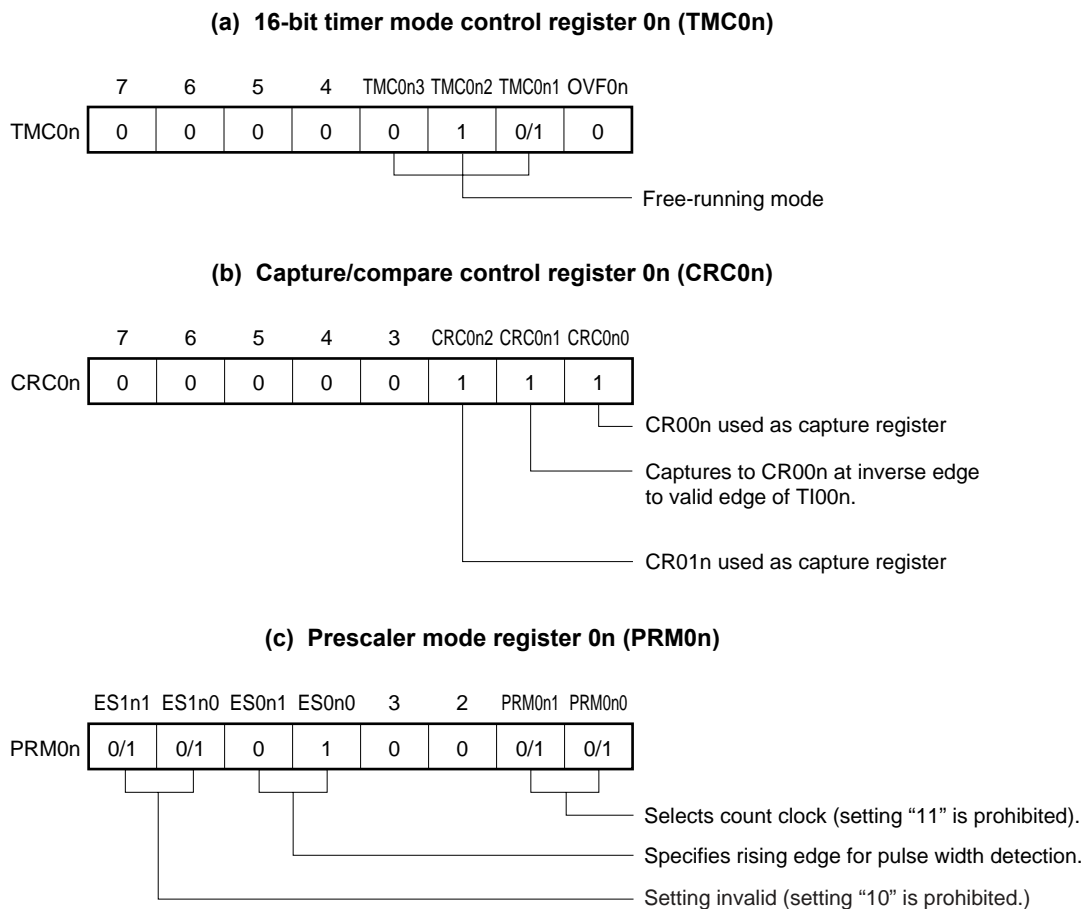 (a) 16-bit timer mode control register 0n (TMC0n)
7 6 5 4 TMC0n3 TMC0n2 TMC0n1 OVF0n
TMC0n 0 0 0 0 0 1 0/1 0
Free-running mode
(b) Capture/compare control register 0n (CRC0n)
7 6 5 4 3 CRC0n2 CRC0n1 CRC0n0
CRC0n 0 0 0 0 0 1 1 1
CR00n used as capture register
Captures to CR00n at inverse edge
to valid edge of TI00n.
CR01n used as capture register
(c) Prescaler mode register 0n (PRM0n)
ES1n1 ES1n0 ES0n1 ES0n0 3 2 PRM0n1 PRM0n0
PRM0n 0/1 0/1 0 1 0 0 0/1 0/1
Selects count clock (setting “11” is prohibited).
Specifies rising edge for pulse width detection.
Setting invalid (setting “10” is prohibited.)